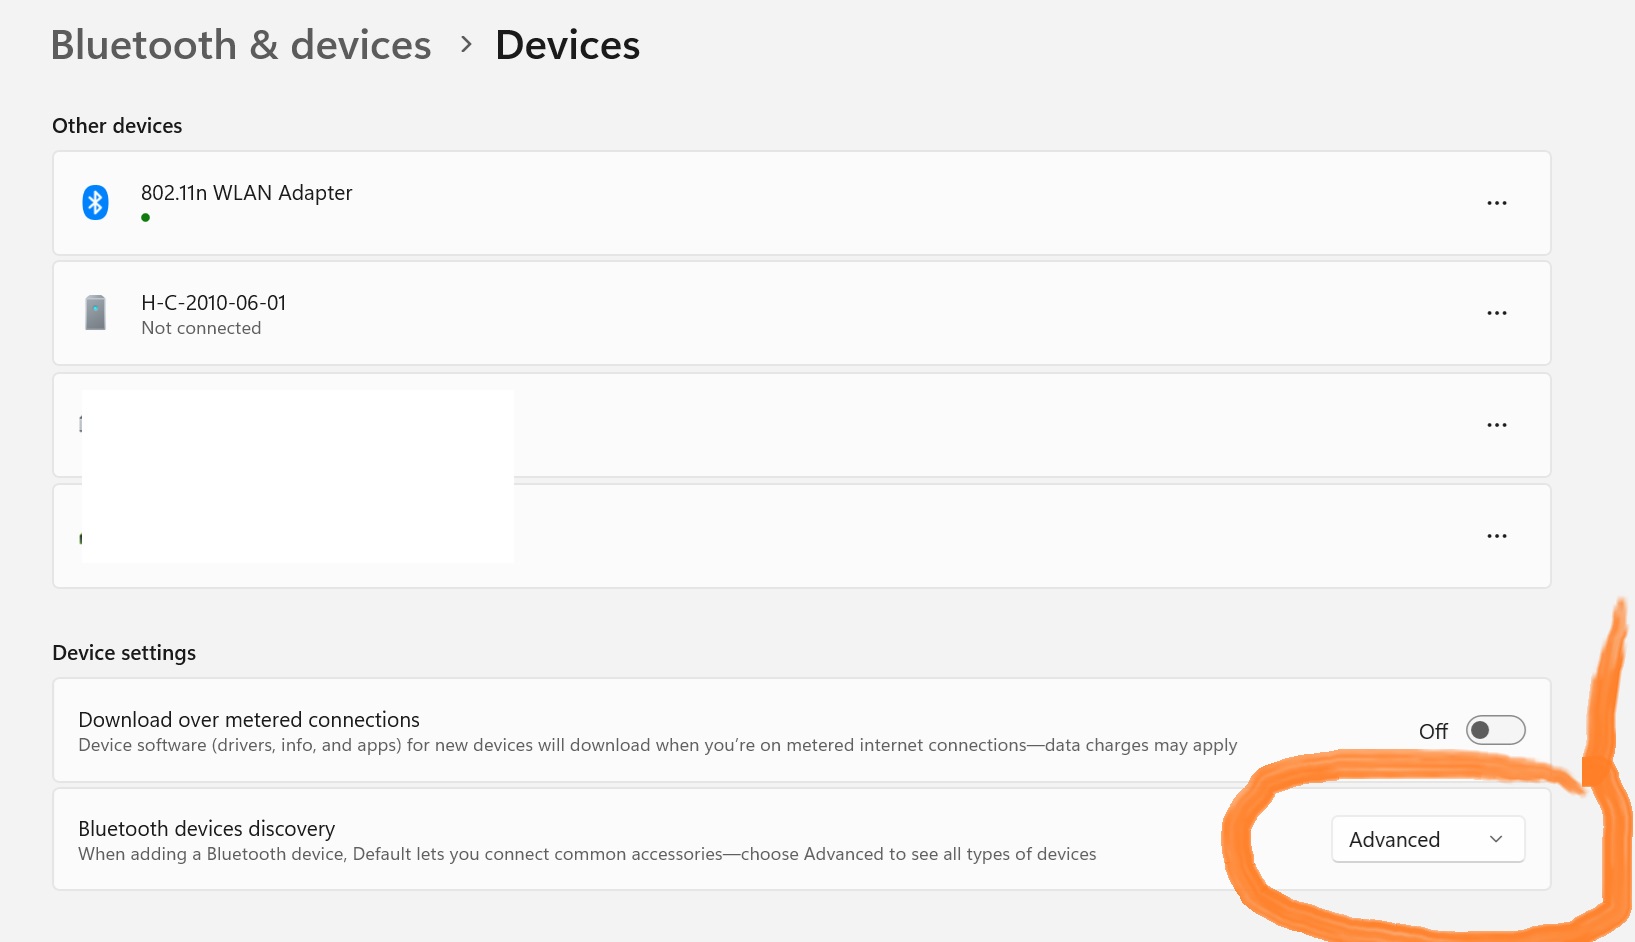 Bluetooth & devices > Devices
Other devices
802.11n WLAN Adapter
H-C-2010-06-01
Not connected
Device settings
Download over metered connections
Device software (drivers, info, and apps) for new devices will download when you're on metered internet connections—data charges may apply
Off
Bluetooth devices discovery
When adding a Bluetooth device, Default lets you connect common accessories—choose Advanced to see all types of devices
Advanced